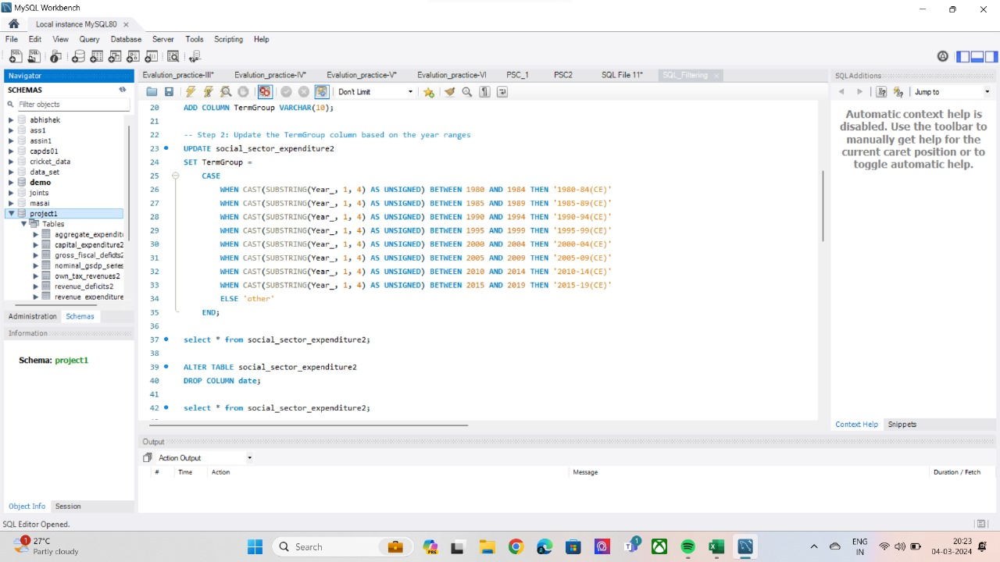 MySQL Workbench
Local instance MySQL80
File Edit View Query Database Server Tools Scripting Help
Navigator
SCHEMAS
Filter objects
abhishek
ass1
assin1
capds01
cricket_data
data_set
demo
joints
masai
project1
Tables
aggregate_expendit
capital_expenditure2
gross_fiscal_deficits2
nominal_gsdp_series
own_tax_revenues2
revenue_deficits2
revenue_expenditure
Administration Schemas
Information
Schema: project1
Object Info Session
SQL Editor Opened.
Evalution_practice-III* Evalution_practice-IV* Evalution_practice-V* Evalution_practice-VI PSC_1 PSC2 SQL File 11* SQL_Filtering
Don't Limit
20 ADD COLUMN TermGroup VARCHAR(10);
21
22 -- Step 2: Update the TermGroup column based on the year ranges
23 UPDATE social_sector_expenditure2
24 SET TermGroup =
25 CASE
26 WHEN CAST(SUBSTRING(Year_, 1, 4) AS UNSIGNED) BETWEEN 1980 AND 1984 THEN '1980-84(CE)'
27 WHEN CAST(SUBSTRING(Year_, 1, 4) AS UNSIGNED) BETWEEN 1985 AND 1989 THEN '1985-89(CE)'
28 WHEN CAST(SUBSTRING(Year_, 1, 4) AS UNSIGNED) BETWEEN 1990 AND 1994 THEN '1990-94(CE)'
29 WHEN CAST(SUBSTRING(Year_, 1, 4) AS UNSIGNED) BETWEEN 1995 AND 1999 THEN '1995-99(CE)'
30 WHEN CAST(SUBSTRING(Year_, 1, 4) AS UNSIGNED) BETWEEN 2000 AND 2004 THEN '2000-04(CE)'
31 WHEN CAST(SUBSTRING(Year_, 1, 4) AS UNSIGNED) BETWEEN 2005 AND 2009 THEN '2005-09(CE)'
32 WHEN CAST(SUBSTRING(Year_, 1, 4) AS UNSIGNED) BETWEEN 2010 AND 2014 THEN '2010-14(CE)'
33 WHEN CAST(SUBSTRING(Year_, 1, 4) AS UNSIGNED) BETWEEN 2015 AND 2019 THEN '2015-19(CE)'
34 ELSE 'other'
35 END;
36
37 select * from social_sector_expenditure2;
38
39 ALTER TABLE social_sector_expenditure2
40 DROP COLUMN date;
41
42 select * from social_sector_expenditure2;
Output
Action Output
# Time Action Message Duration / Fetch
SQLAdditions
Jump to
Automatic context help is
disabled. Use the toolbar to
manually get help for the
current caret position or to
toggle automatic help.
Context Help Snippets
1 27°C
Partly cloudy
Search
PRE
1
ENG
IN
20:23
04-03-2024